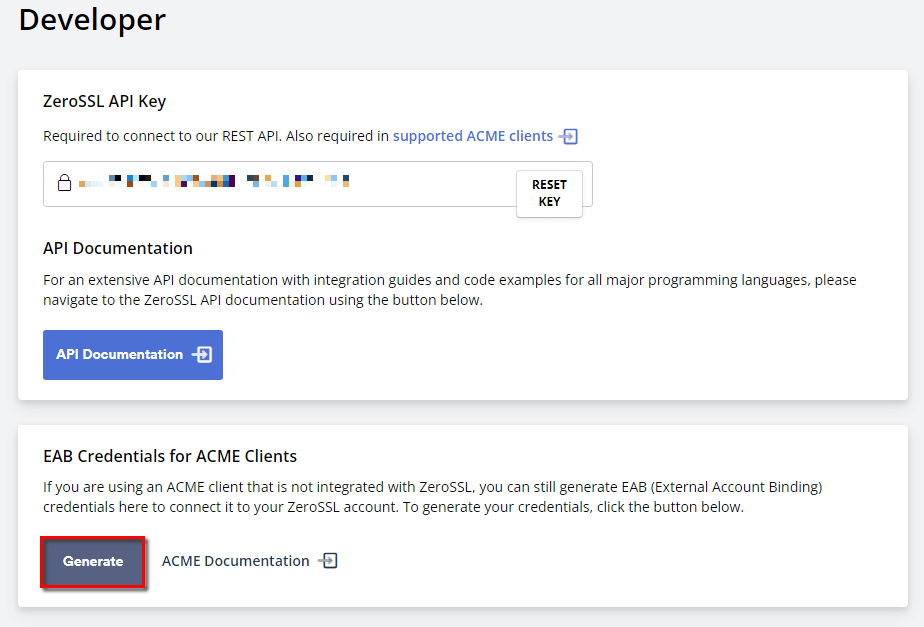 Developer
ZeroSSL API Key
Required to connect to our REST API. Also required in supported ACME clients
RESET
KEY
API Documentation
For an extensive API documentation with integration guides and code examples for all major programming languages, please
navigate to the ZeroSSL API documentation using the button below.
API Documentation
EAB Credentials for ACME Clients
If you are using an ACME client that is not integrated with ZeroSSL, you can still generate EAB (External Account Binding)
credentials here to connect it to your ZeroSSL account. To generate your credentials, click the button below.
Generate ACME Documentation